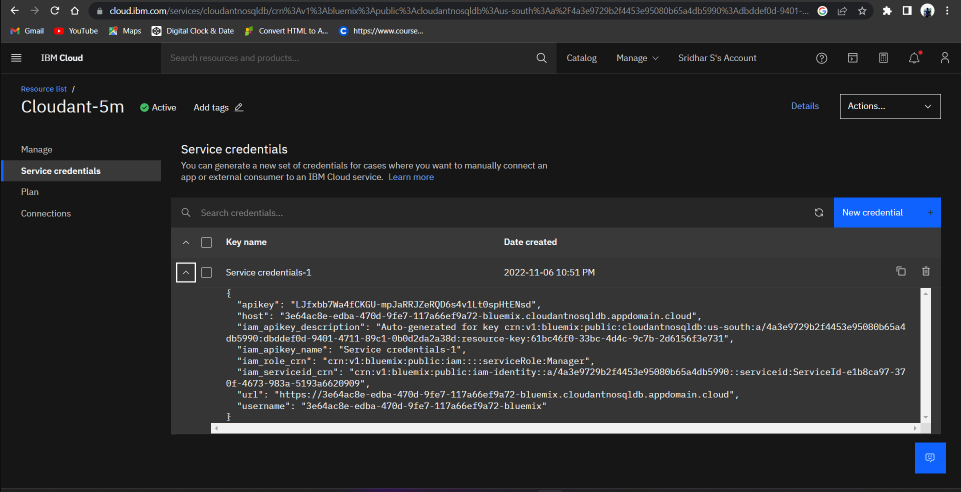 cloud.ibm.com/services/cloudantnosqldb/crn%3Av1%3Abluemix%3Apublic%3Acloudantnosqldb%3Aus-south%3Aa%2F4a3e9729b2f4453e95080b65a4db5990%3Adbddef0d-9401-...
Gmail YouTube Maps Digital Clock & Date Convert HTML to A... https://www.course...
IBM Cloud Search resources and products... Catalog Manage Sridhar S's Account
Resource list /
Cloudant-5m Active Add tags Details Actions...
Manage
Service credentials
Plan
Connections
Service credentials
You can generate a new set of credentials for cases where you want to manually connect an
app or external consumer to an IBM Cloud service. Learn more
Search credentials... New credential +
Key name Date created
Service credentials-1 2022-11-06 10:51 PM
{
"apikey": "LJfxbb7Wa4fCKGU-mpJaRRJZeRQD6s4v1Lt0spHtENsd",
"host": "3e64ac8e-edba-470d-9fe7-117a66ef9a72-bluemix.cloudantnosqldb.appdomain.cloud",
"iam_apikey_description": "Auto-generated for key crn:v1:bluemix:public:cloudantnosqldb:us-south:a/4a3e9729b2f4453e95080b65a4
db5990:dbddef0d-9401-4711-89c1-0b0d2da2a38d:resource-key:61bc46f0-33bc-4d4c-9c7b-2d6156f3e731",
"iam_apikey_name": "Service credentials-1",
"iam_role_crn": "crn:v1:bluemix:public:iam::::serviceRole:Manager",
"iam_serviceid_crn": "crn:v1:bluemix:public:iam-identity::a/4a3e9729b2f4453e95080b65a4db5990::serviceid:ServiceId-e1b8ca97-37
0f-4673-983a-5193a6620909",
"url": "https://3e64ac8e-edba-470d-9fe7-117a66ef9a72-bluemix.cloudantnosqldb.appdomain.cloud",
"username": "3e64ac8e-edba-470d-9fe7-117a66ef9a72-bluemix"
}